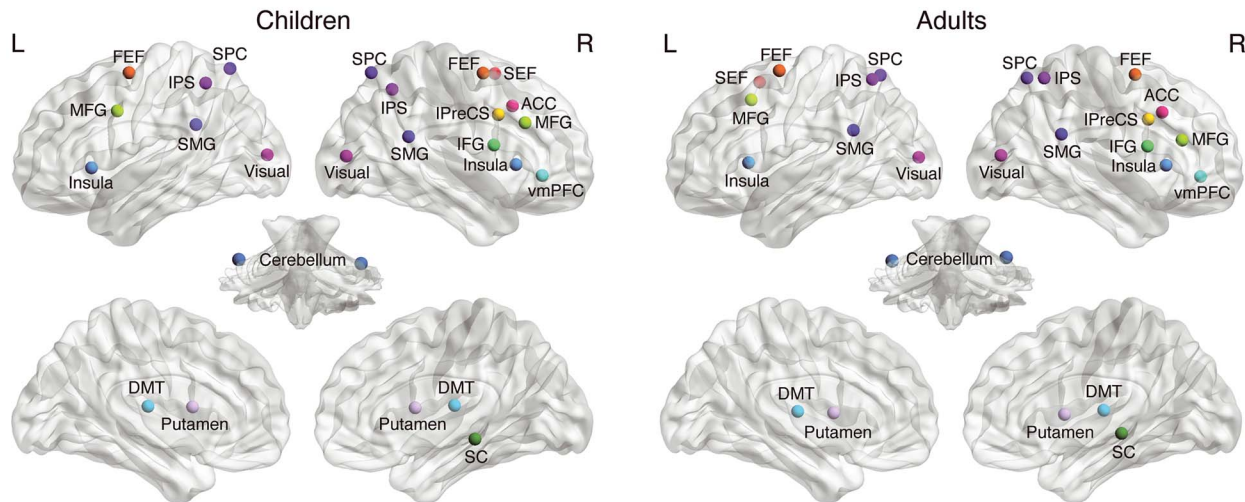 Children
Adults
L
R
L
R
FEF
SPC
IPS
MFG
SMG
Insula
Visual
SPC
FEF
SEF
IPS
ACC
IPreCS
MFG
SMG
IFG
Visual
Insula
vmPFC
FEF
SPC
SEF
IPS
MFG
SMG
Insula
Visual
SPC
IPS
FEF
ACC
IPreCS
MFG
SMG
IFG
Visual
Insula
vmPFC
Cerebellum
Cerebellum
DMT
Putamen
DMT
Putamen
SC
DMT
Putamen
DMT
Putamen
SC